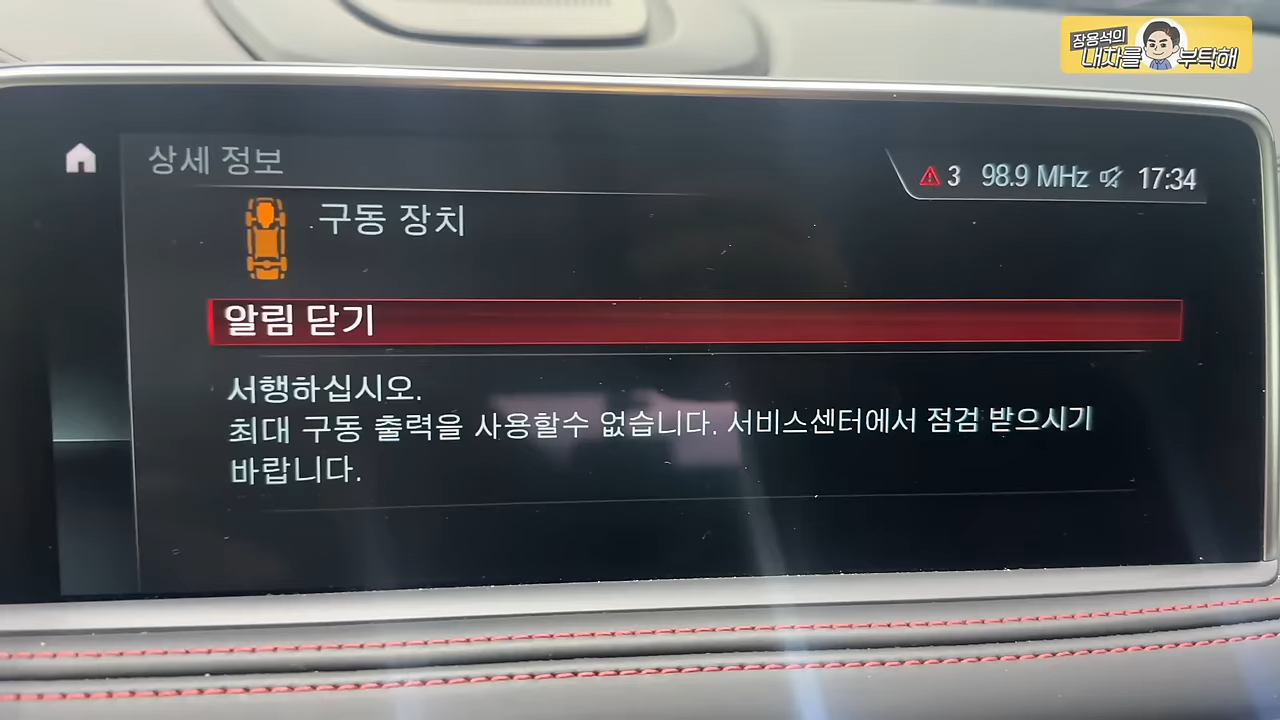 장용석의
내차를 부탁해
상세 정보
3 98.9 MHz 17:34
구동 장치
알림 닫기
서행하십시오.
최대 구동 출력을 사용할수 없습니다. 서비스센터에서 점검 받으시기
바랍니다.